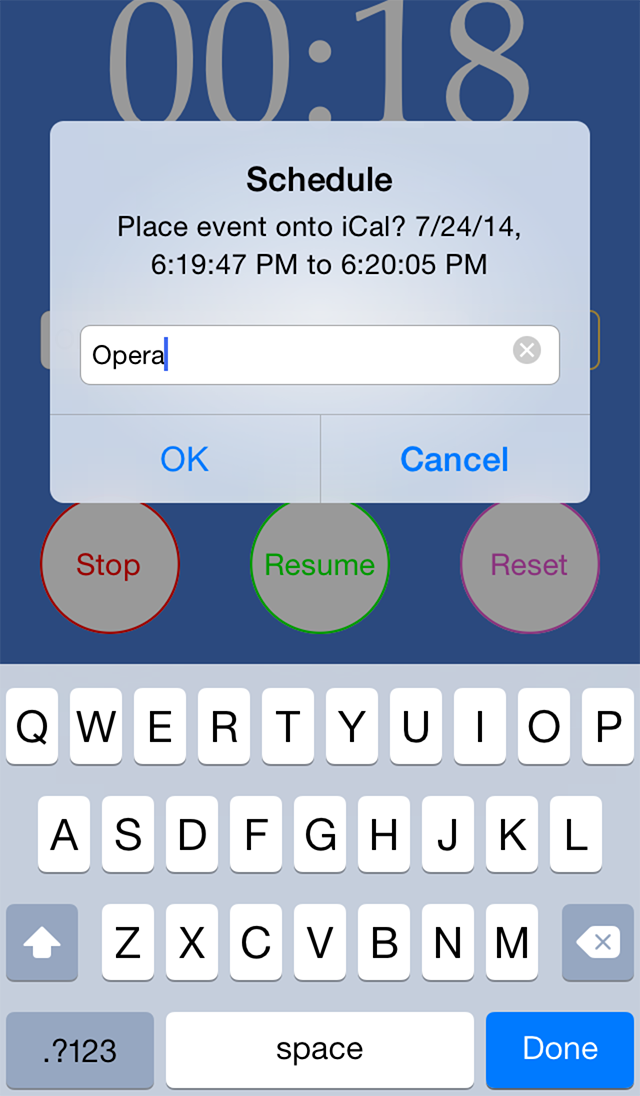 00:18
Schedule
Place event onto iCal? 7/24/14,
6:19:47 PM to 6:20:05 PM
Opera
OK Cancel
Stop Resume Reset
Q W E R T Y U I O P
A S D F G H J K L
Z X C V B N M
.?123 space Done